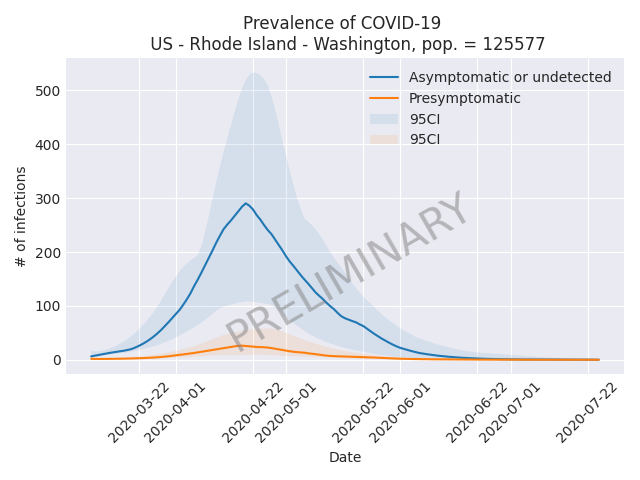 Prevalence of COVID-19
US - Rhode Island - Washington, pop. = 125577
Asymptomatic or undetected
Presymptomatic
95CI
95CI
# of infections
500
400
300
200
100
0
PRELIMINARY
2020-03-22
2020-04-01
2020-04-22
2020-05-01
2020-05-22
2020-06-01
2020-06-22
2020-07-01
2020-07-22
Date